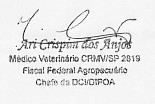 Ari Crispim dos Anjos
Médico Veterinário CRMV/SP 2819
Fiscal Federal Agropecuário
Chefe da DCI/DIPOA